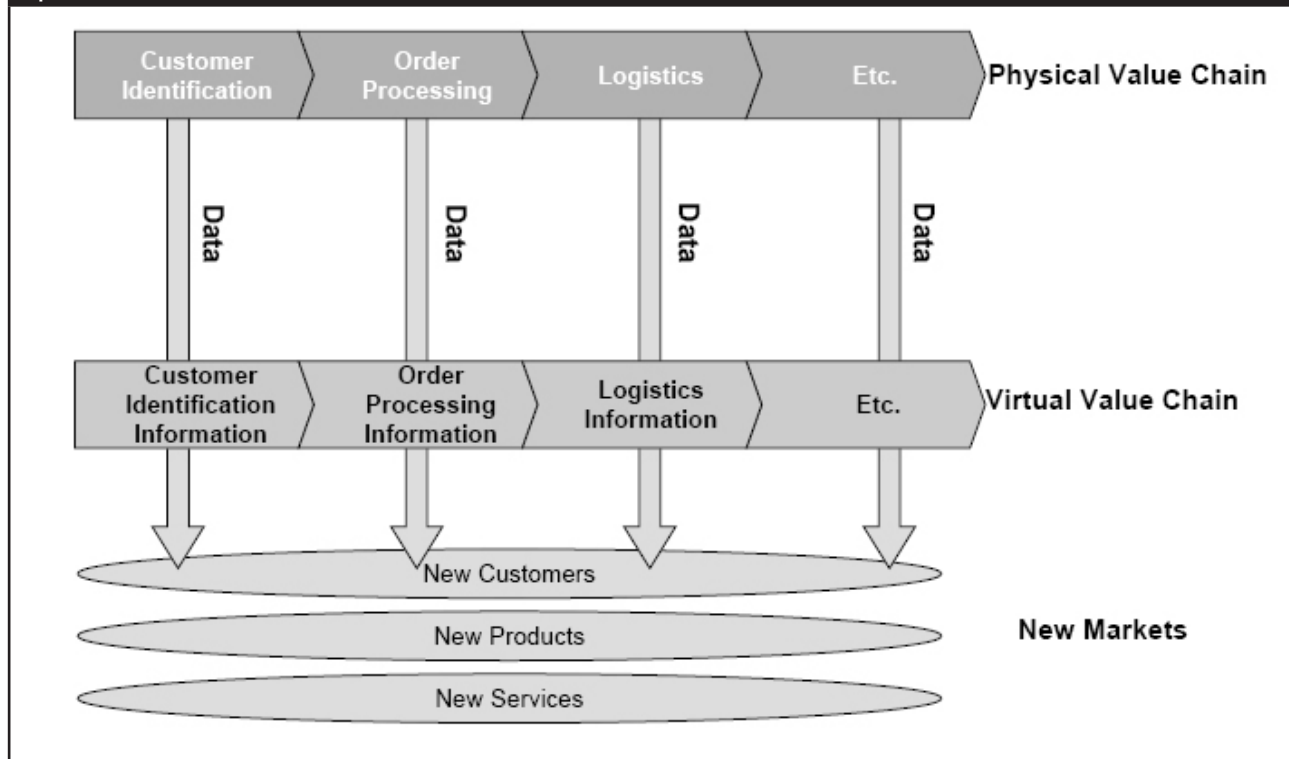 Customer
Identification
Order
Processing
Logistics
Etc.
Physical Value Chain
Data
Data
Data
Data
Customer
Identification
Information
Order
Processing
Information
Logistics
Information
Etc.
Virtual Value Chain
New Customers
New Products
New Markets
New Services